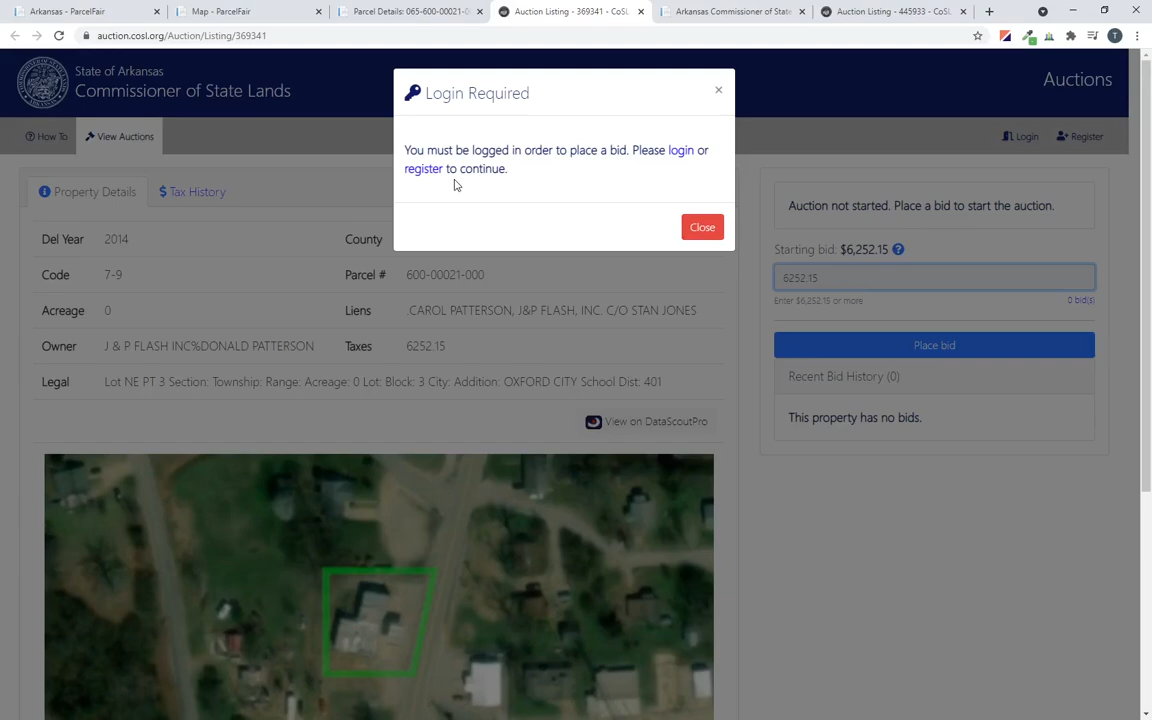 Arkansas - ParcelFair
Map - ParcelFair
Parcel Details: 065-600-00021-0
Auction Listing - 369341 - CoSL
Arkansas Commissioner of State
Auction Listing - 445933 - CoSL
auction.cosl.org/Auction/Listing/369341
T
State of Arkansas
Commissioner of State Lands
Auctions
How To
View Auctions
Login
Register
Login Required
×
You must be logged in order to place a bid. Please login or
register to continue.
Close
Property Details
Tax History
Del Year 2014 County
Code 7-9 Parcel # 600-00021-000
Acreage 0 Liens .CAROL PATTERSON, J&P FLASH, INC. C/O STAN JONES
Owner J & P FLASH INC%DONALD PATTERSON Taxes 6252.15
Legal Lot NE PT 3 Section: Township: Range: Acreage: 0 Lot: Block: 3 City: Addition: OXFORD CITY School Dist: 401
View on DataScoutPro
Auction not started. Place a bid to start the auction.
Starting bid: $6,252.15
6252.15
Enter $6,252.15 or more
0 bid(s)
Place bid
Recent Bid History (0)
This property has no bids.